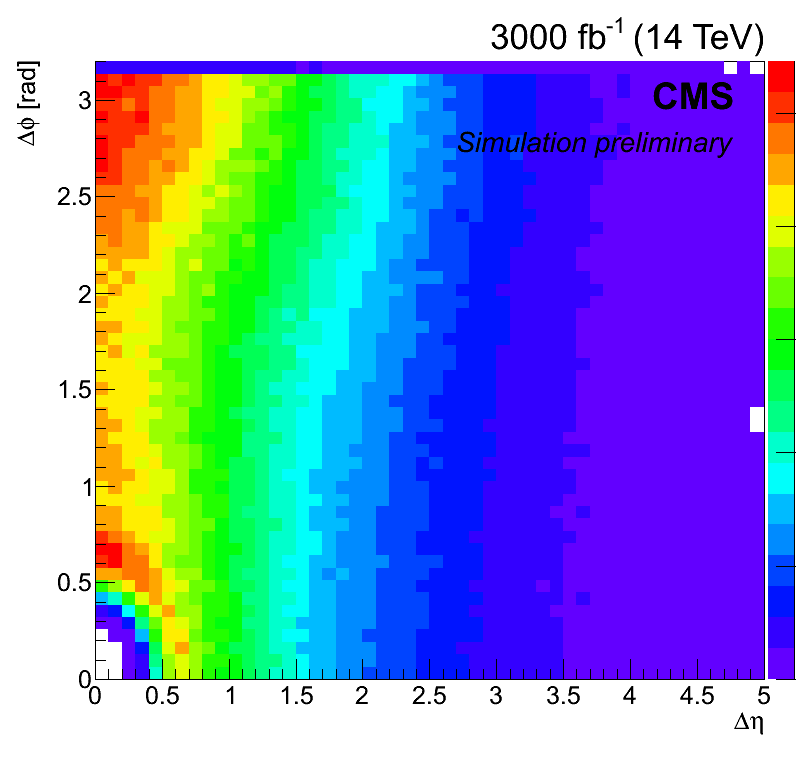 3000 fb-1 (14 TeV)
Δφ [rad]
CMS
Simulation preliminary
3
2.5
2
1.5
1
0.5
0
0 0.5 1 1.5 2 2.5 3 3.5 4 4.5 5
Δη